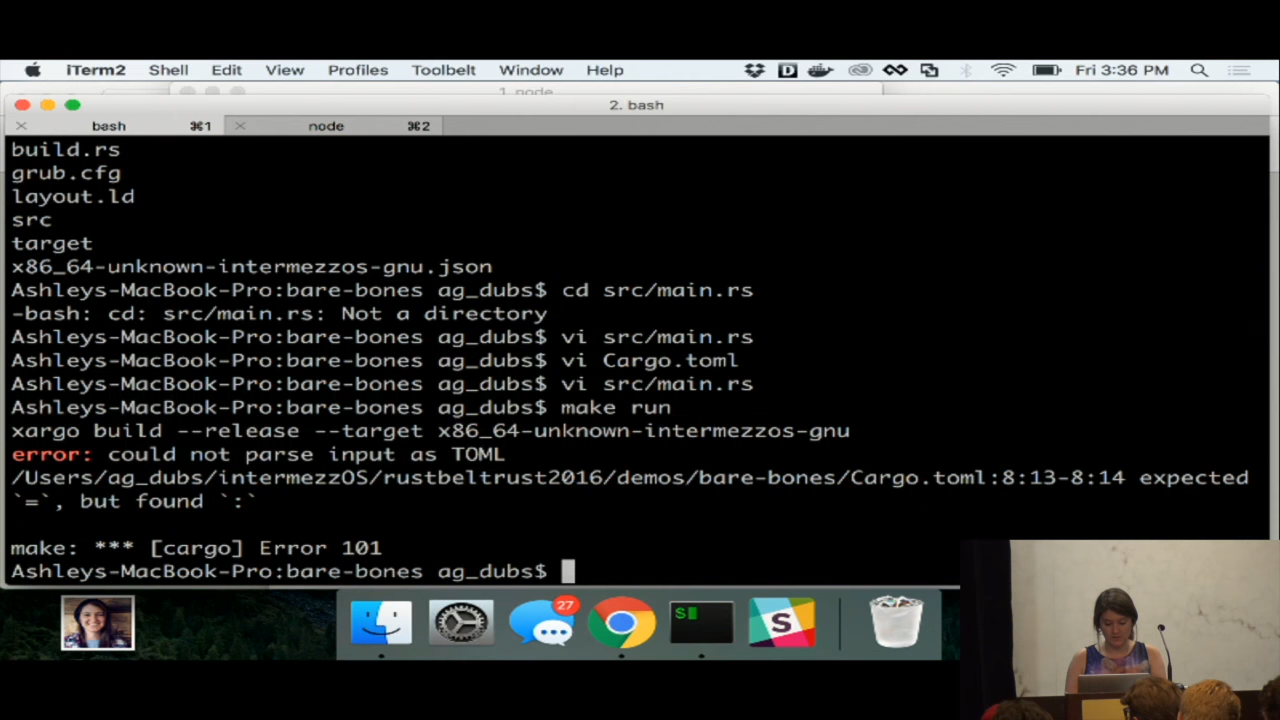 iTerm2 Shell Edit View Profiles Toolbelt Window Help Fri 3:36 PM
1. node
2. bash
bash ⌘1 node ⌘2
build.rs
grub.cfg
layout.ld
src
target
x86_64-unknown-intermezzos-gnu.json
Ashleys-MacBook-Pro:bare-bones ag_dubs$ cd src/main.rs
-bash: cd: src/main.rs: Not a directory
Ashleys-MacBook-Pro:bare-bones ag_dubs$ vi src/main.rs
Ashleys-MacBook-Pro:bare-bones ag_dubs$ vi Cargo.toml
Ashleys-MacBook-Pro:bare-bones ag_dubs$ vi src/main.rs
Ashleys-MacBook-Pro:bare-bones ag_dubs$ make run
xargo build --release --target x86_64-unknown-intermezzos-gnu
error: could not parse input as TOML
/Users/ag_dubs/intermezzOS/rustbeltrust2016/demos/bare-bones/Cargo.toml:8:13-8:14 expected
`=`, but found `:`
make: *** [cargo] Error 101
Ashleys-MacBook-Pro:bare-bones ag_dubs$
27
S
S